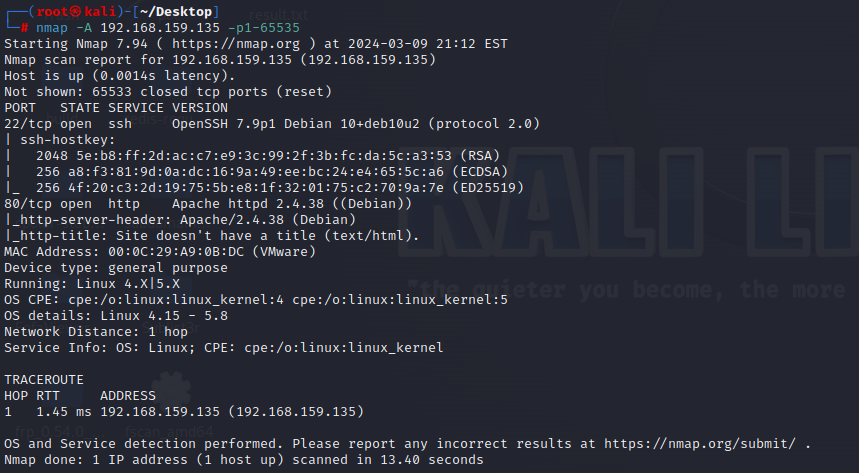 result.txt
┌──(root㉿kali)-[~/Desktop]
└─# nmap -A 192.168.159.135 -p1-65535
Starting Nmap 7.94 ( https://nmap.org ) at 2024-03-09 21:12 EST
Nmap scan report for 192.168.159.135 (192.168.159.135)
Host is up (0.0014s latency).
Not shown: 65533 closed tcp ports (reset)
PORT   STATE SERVICE VERSION
22/tcp open  ssh     OpenSSH 7.9p1 Debian 10+deb10u2 (protocol 2.0)
| ssh-hostkey:
|   2048 5e:b8:ff:2d:ac:c7:e9:3c:99:2f:3b:fc:da:5c:a3:53 (RSA)
|   256 a8:f3:81:9d:0a:dc:16:9a:49:ee:bc:24:e4:65:5c:a6 (ECDSA)
|_  256 4f:20:c3:2d:19:75:5b:e8:1f:32:01:75:c2:70:9a:7e (ED25519)
80/tcp open  http    Apache httpd 2.4.38 ((Debian))
|_http-server-header: Apache/2.4.38 (Debian)
|_http-title: Site doesn't have a title (text/html).
MAC Address: 00:0C:29:A9:0B:DC (VMware)
Device type: general purpose
Running: Linux 4.X|5.X
OS CPE: cpe:/o:linux:linux_kernel:4 cpe:/o:linux:linux_kernel:5
OS details: Linux 4.15 - 5.8
Network Distance: 1 hop
Service Info: OS: Linux; CPE: cpe:/o:linux:linux_kernel
KALI LI
"the quieter you become, the more
TRACEROUTE
HOP RTT     ADDRESS
1   1.45 ms 192.168.159.135 (192.168.159.135)
frp_0.54.0
fscan_amd64
OS and Service detection performed. Please report any incorrect results at https://nmap.org/submit/ .
Nmap done: 1 IP address (1 host up) scanned in 13.40 seconds